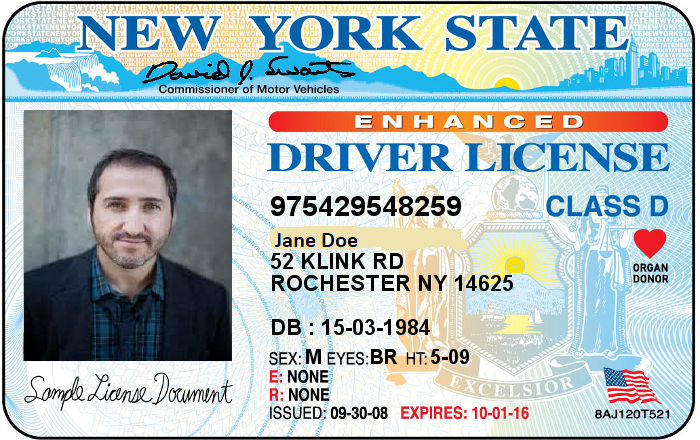 NEW YORK STATE
David J. Swarts
Commissioner of Motor Vehicles
ENHANCED
DRIVER LICENSE
975429548259
CLASS D
Jane Doe
52 KLINK RD
ROCHESTER NY 14625
ORGAN
DONOR
DB : 15-03-1984
SEX: M EYES: BR HT: 5-09
E: NONE
R: NONE
ISSUED: 09-30-08 EXPIRES: 10-01-16
EXCELSIOR
8AJ120T521
Sample License Document